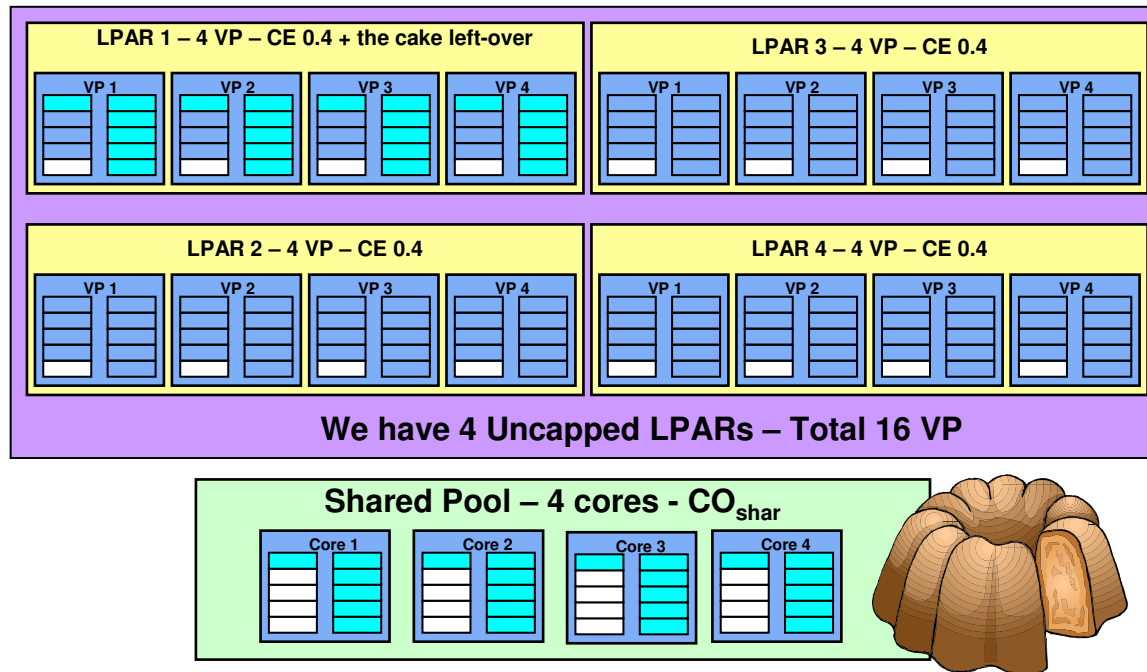 LPAR 1 – 4 VP – CE 0.4 + the cake left-over
VP 1 VP 2 VP 3 VP 4
LPAR 3 – 4 VP – CE 0.4
VP 1 VP 2 VP 3 VP 4
LPAR 2 – 4 VP – CE 0.4
VP 1 VP 2 VP 3 VP 4
LPAR 4 – 4 VP – CE 0.4
VP 1 VP 2 VP 3 VP 4
We have 4 Uncapped LPARs – Total 16 VP
Shared Pool – 4 cores - CO_shar
Core 1 Core 2 Core 3 Core 4